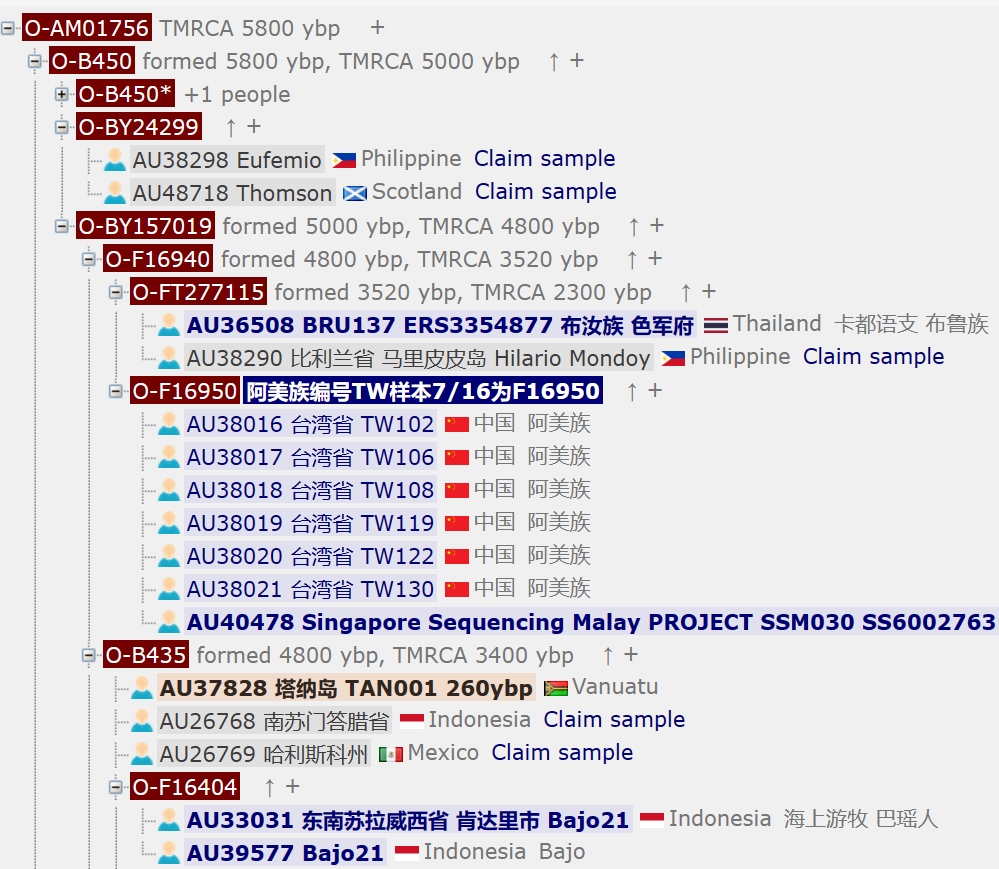 O-AM01756 TMRCA 5800 ybp +
O-B450 formed 5800 ybp, TMRCA 5000 ybp ↑ +
O-B450* +1 people
O-BY24299 ↑ +
AU38298 Eufemio Philippine Claim sample
AU48718 Thomson Scotland Claim sample
O-BY157019 formed 5000 ybp, TMRCA 4800 ybp ↑ +
O-F16940 formed 4800 ybp, TMRCA 3520 ybp ↑ +
O-FT277115 formed 3520 ybp, TMRCA 2300 ybp ↑ +
AU36508 BRU137 ERS3354877 布汝族 色军府 Thailand 卡都语支 布鲁族
AU38290 比利兰省 马里皮皮岛 Hilario Mondoy Philippine Claim sample
O-F16950 阿美族编号TW样本7/16为F16950 ↑ +
AU38016 台湾省 TW102 中国 阿美族
AU38017 台湾省 TW106 中国 阿美族
AU38018 台湾省 TW108 中国 阿美族
AU38019 台湾省 TW119 中国 阿美族
AU38020 台湾省 TW122 中国 阿美族
AU38021 台湾省 TW130 中国 阿美族
AU40478 Singapore Sequencing Malay PROJECT SSM030 SS6002763
O-B435 formed 4800 ybp, TMRCA 3400 ybp ↑ +
AU37828 塔纳岛 TAN001 260ybp Vanuatu
AU26768 南苏门答腊省 Indonesia Claim sample
AU26769 哈利斯科州 Mexico Claim sample
O-F16404 ↑ +
AU33031 东南苏拉威西省 肯达里市 Bajo21 Indonesia 海上游牧 巴瑶人
AU39577 Bajo21 Indonesia Bajo